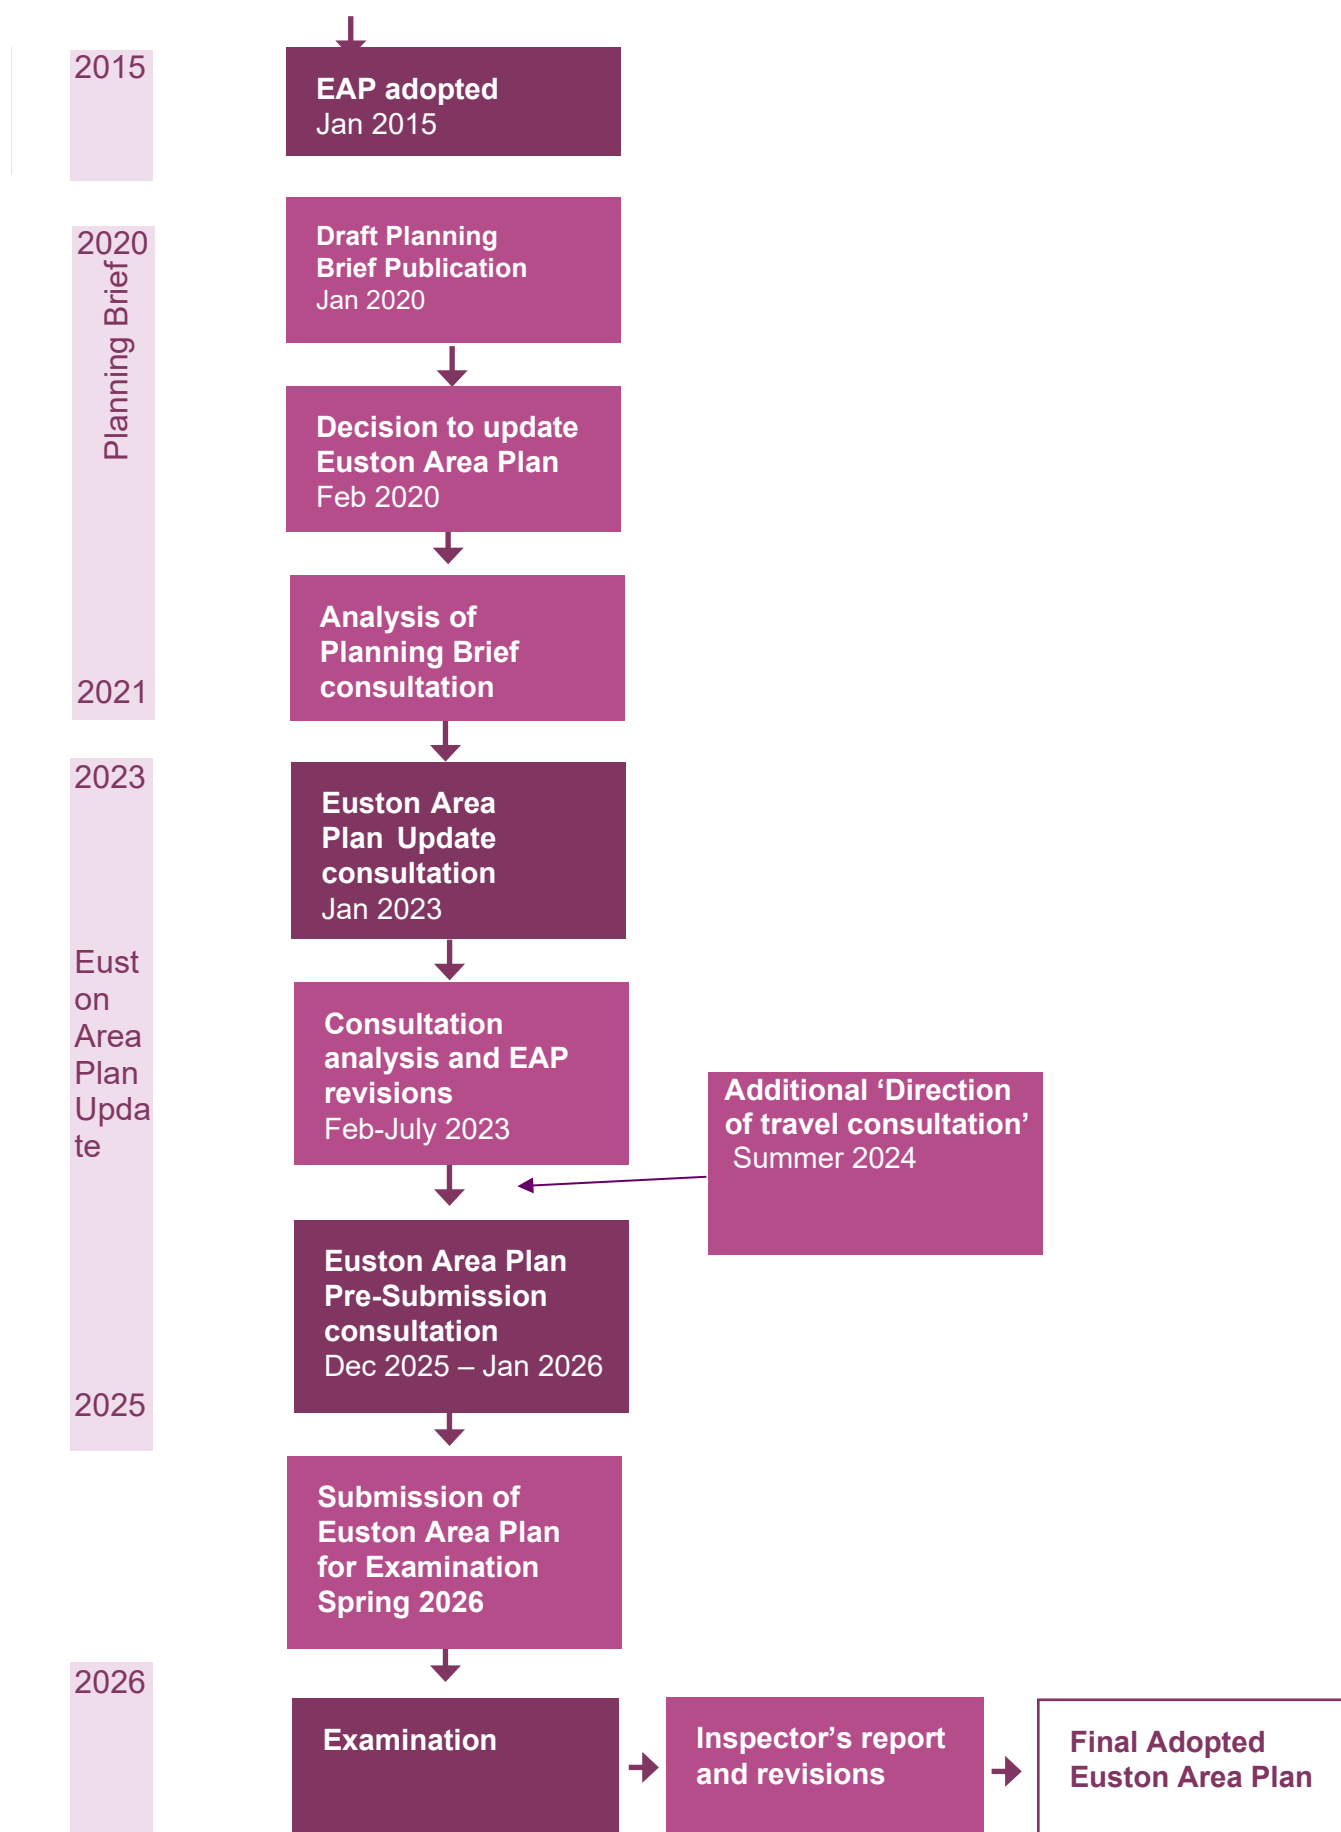 2015
EAP adopted
Jan 2015
2020
Planning Brief
2021
Draft Planning
Brief Publication
Jan 2020
Decision to update
Euston Area Plan
Feb 2020
Analysis of
Planning Brief
consultation
2023
Eust
on
Area
Plan
Upda
te
2025
Euston Area
Plan Update
consultation
Jan 2023
Consultation
analysis and EAP
revisions
Feb-July 2023
Additional ‘Direction
of travel consultation’
Summer 2024
Euston Area Plan
Pre-Submission
consultation
Dec 2025 – Jan 2026
Submission of
Euston Area Plan
for Examination
Spring 2026
2026
Examination
Inspector’s report
and revisions
Final Adopted
Euston Area Plan